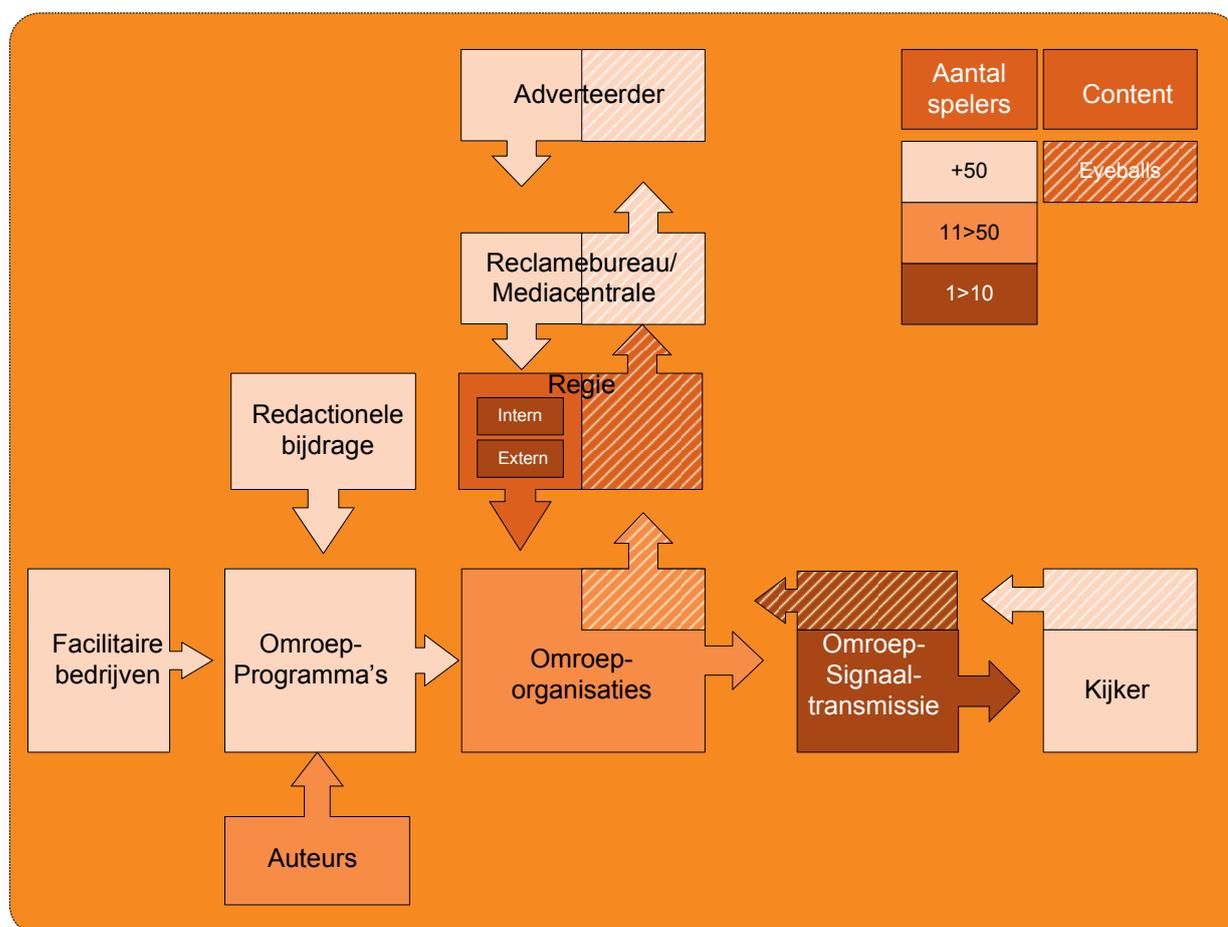 Adverteerder
Aantal
spelers
Content
+50
Eyeballs
11>50
1>10
Reclamebureau/
Mediacentrale
Regie
Intern
Extern
Redactionele
bijdrage
Facilitaire
bedrijven
Omroep-
Programma's
Omroep-
organisaties
Omroep-
Signaal-
transmissie
Kijker
Auteurs